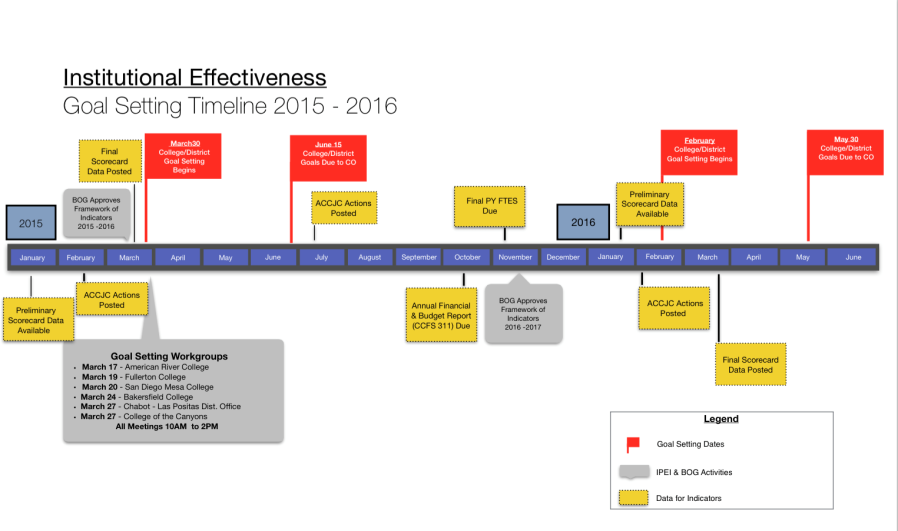 Institutional Effectiveness
Goal Setting Timeline 2015 - 2016
Final
Scorecard
Data Posted
March30
College/District
Goal Setting
Begins
June 15
College/District
Goals Due to CO
February
College/District
Goal Setting Begins
May 30
College/District
Goals Due to CO
BOG Approves
Framework of
Indicators
2015 -2016
ACCJC Actions
Posted
Final PY FTES
Due
Preliminary
Scorecard Data
Available
2015
2016
January
February
March
April
May
June
July
August
September
October
November
December
January
February
March
April
May
June
Preliminary
Scorecard Data
Available
ACCJC Actions
Posted
Annual Financial
& Budget Report
(CCFS 311) Due
BOG Approves
Framework of
Indicators
2016 -2017
ACCJC Actions
Posted
Final Scorecard
Data Posted
Goal Setting Workgroups
• March 17 - American River College
• March 19 - Fullerton College
• March 20 - San Diego Mesa College
• March 24 - Bakersfield College
• March 27 - Chabot - Las Positas Dist. Office
• March 27 - College of the Canyons
All Meetings 10AM to 2PM
Legend
Goal Setting Dates
IPEI & BOG Activities
Data for Indicators